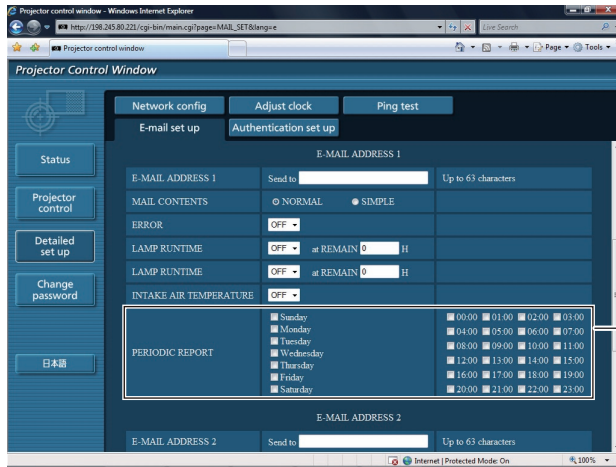 Projector control window - Windows Internet Explorer
http://198.245.80.221/cgi-bin/main.cgi?page=MAIL_SET&lang=e
Live Search
Projector control window
Page
Tools
Projector Control Window
Network config
Adjust clock
Ping test
E-mail set up
Authentication set up
Status
Projector control
Detailed set up
Change password
日本語
E-MAIL ADDRESS 1
E-MAIL ADDRESS 1 Send to Up to 63 characters
MAIL CONTENTS NORMAL SIMPLE
ERROR OFF
LAMP RUNTIME OFF at REMAIN 0 H
LAMP RUNTIME OFF at REMAIN 0 H
INTAKE AIR TEMPERATURE OFF
PERIODIC REPORT
Sunday
Monday
Tuesday
Wednesday
Thursday
Friday
Saturday
00:00 01:00 02:00 03:00
04:00 05:00 06:00 07:00
08:00 09:00 10:00 11:00
12:00 13:00 14:00 15:00
16:00 17:00 18:00 19:00
20:00 21:00 22:00 23:00
E-MAIL ADDRESS 2
E-MAIL ADDRESS 2 Send to Up to 63 characters
Internet | Protected Mode: On
100%